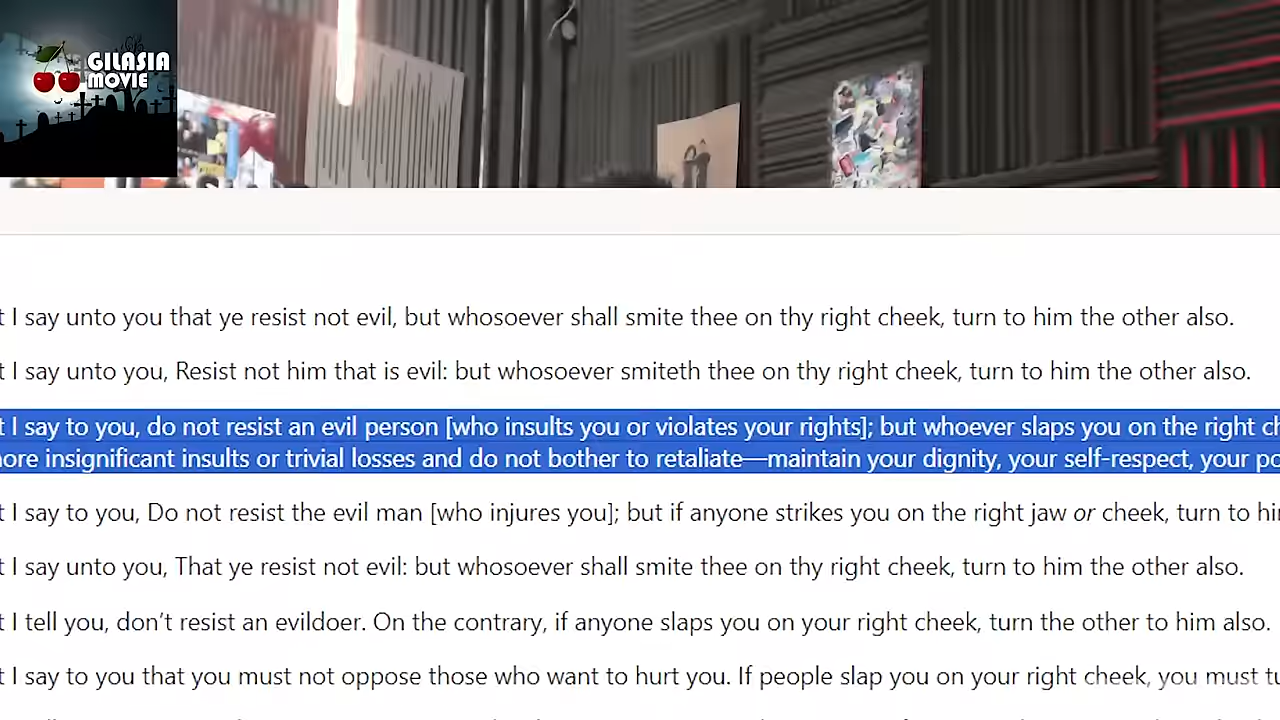 GILASIA
MOVIE
t I say unto you that ye resist not evil, but whosoever shall smite thee on thy right cheek, turn to him the other also.
t I say unto you, Resist not him that is evil: but whosoever smiteth thee on thy right cheek, turn to him the other also.
t I say to you, do not resist an evil person [who insults you or violates your rights]; but whoever slaps you on the right ch
ore insignificant insults or trivial losses and do not bother to retaliate—maintain your dignity, your self-respect, your po
t I say to you, Do not resist the evil man [who injures you]; but if anyone strikes you on the right jaw or cheek, turn to hi
t I say unto you, That ye resist not evil: but whosoever shall smite thee on thy right cheek, turn to him the other also.
t I tell you, don’t resist an evildoer. On the contrary, if anyone slaps you on your right cheek, turn the other to him also.
t I say to you that you must not oppose those who want to hurt you. If people slap you on your right cheek, you must tu